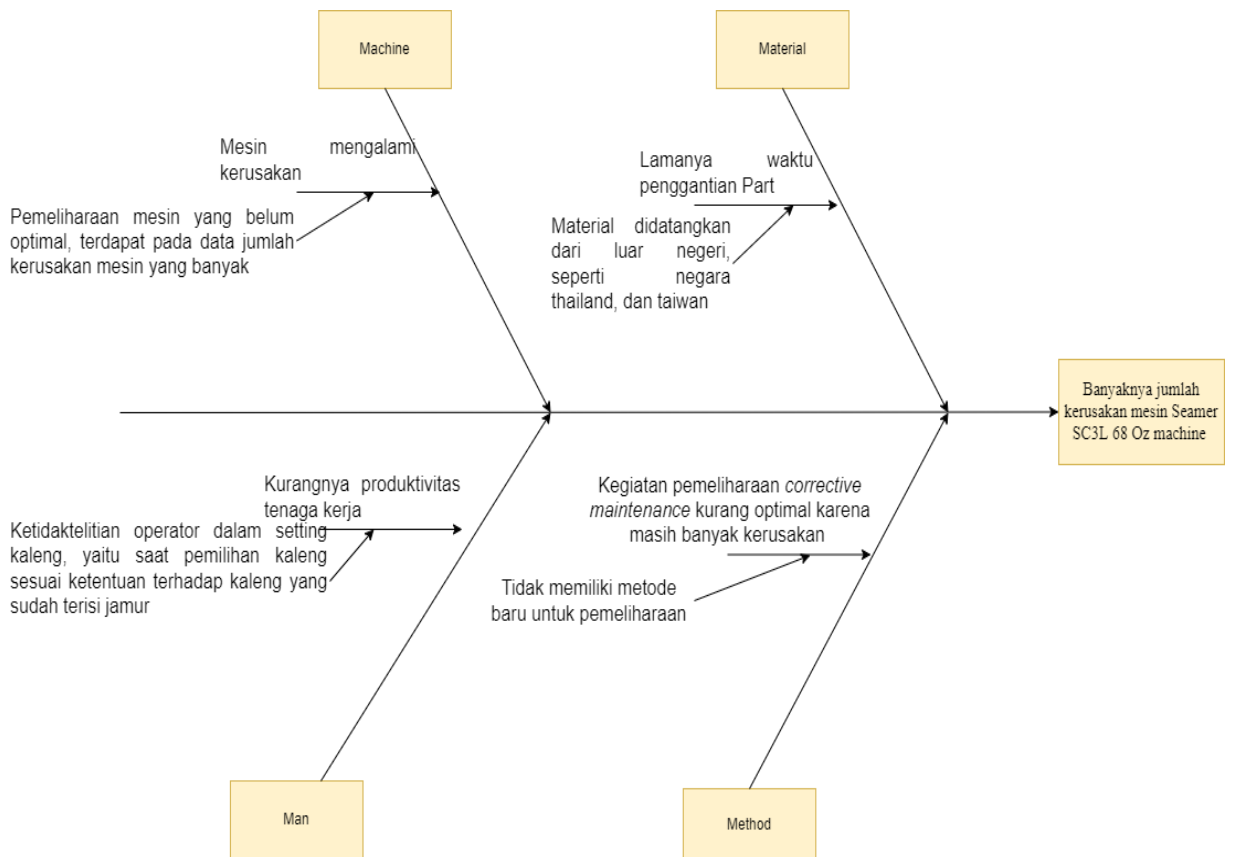 Machine
Material
Mesin mengalami
kerusakan
Pemeliharaan mesin yang belum
optimal, terdapat pada data jumlah
kerusakan mesin yang banyak
Lamanya waktu
penggantian Part
Material didatangkan
dari luar negeri,
seperti negara
thailand, dan taiwan
Banyaknya jumlah
kerusakan mesin Seamer
SC3L 68 Oz machine
Kurangnya produktivitas
tenaga kerja
Ketidaktelitian operator dalam setting
kaleng, yaitu saat pemilihan kaleng
sesuai ketentuan terhadap kaleng yang
sudah terisi jamur
Kegiatan pemeliharaan corrective
maintenance kurang optimal karena
masih banyak kerusakan
Tidak memiliki metode
baru untuk pemeliharaan
Man
Method